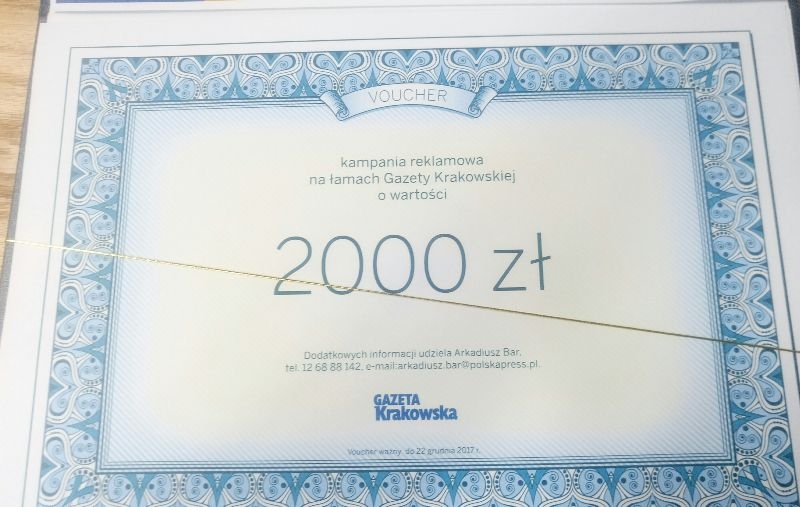 VOUCHER
kampania reklamowa
na łamach Gazety Krakowskiej
o wartości
2000 zł
Dodatkowych informacji udziela Arkadiusz Bar,
tel. 12 68 88 142, e-mail:arkadiusz.bar@polskapress.pl.
GAZETA
Krakowska
Voucher ważny do 22 grudnia 2017 r.